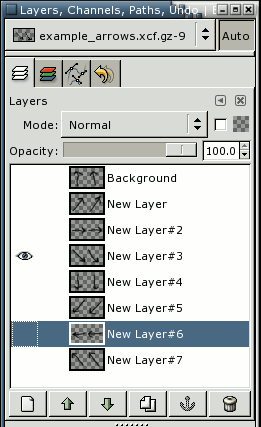 Layers, Channels, Paths, Undo |
example_arrows.xcf.gz-9
Auto
Layers
Mode: Normal
Opacity: 100.0
Background
New Layer
New Layer#2
New Layer#3
New Layer#4
New Layer#5
New Layer#6
New Layer#7